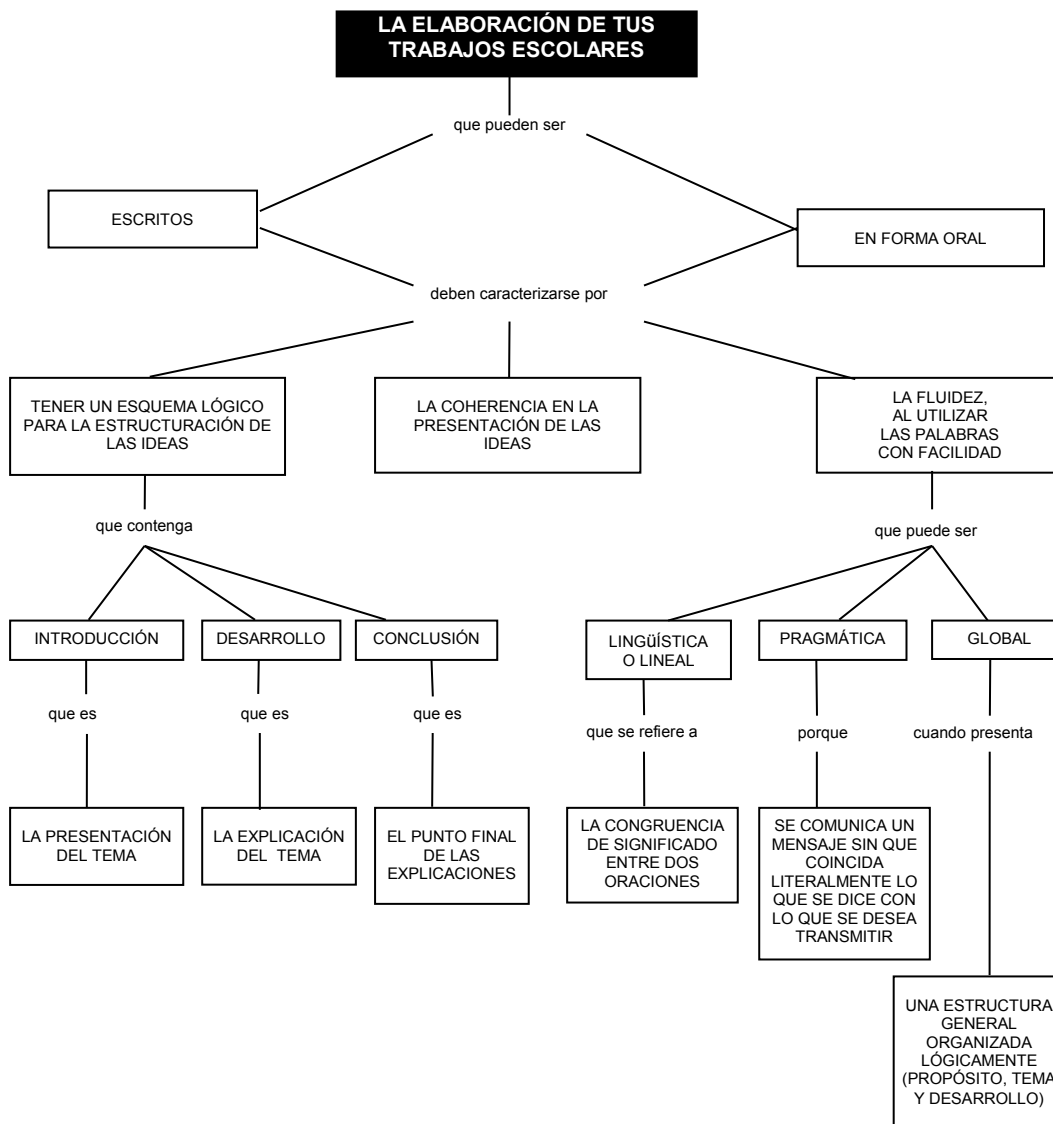 LA ELABORACIÓN DE TUS
TRABAJOS ESCOLARES
que pueden ser
ESCRITOS
EN FORMA ORAL
deben caracterizarse por
TENER UN ESQUEMA LÓGICO
PARA LA ESTRUCTURACIÓN DE
LAS IDEAS
LA COHERENCIA EN LA
PRESENTACIÓN DE LAS
IDEAS
LA FLUIDEZ,
AL UTILIZAR
LAS PALABRAS
CON FACILIDAD
que contenga
que puede ser
INTRODUCCIÓN
DESARROLLO
CONCLUSIÓN
LINGüÍSTICA
O LINEAL
PRAGMÁTICA
GLOBAL
que es
que es
que es
que se refiere a
porque
cuando presenta
LA PRESENTACIÓN
DEL TEMA
LA EXPLICACIÓN
DEL TEMA
EL PUNTO FINAL
DE LAS
EXPLICACIONES
LA CONGRUENCIA
DE SIGNIFICADO
ENTRE DOS
ORACIONES
SE COMUNICA UN
MENSAJE SIN QUE
COINCIDA
LITERALMENTE LO
QUE SE DICE CON
LO QUE SE DESEA
TRANSMITIR
UNA ESTRUCTURA
GENERAL
ORGANIZADA
LÓGICAMENTE
(PROPÓSITO, TEMA
Y DESARROLLO)